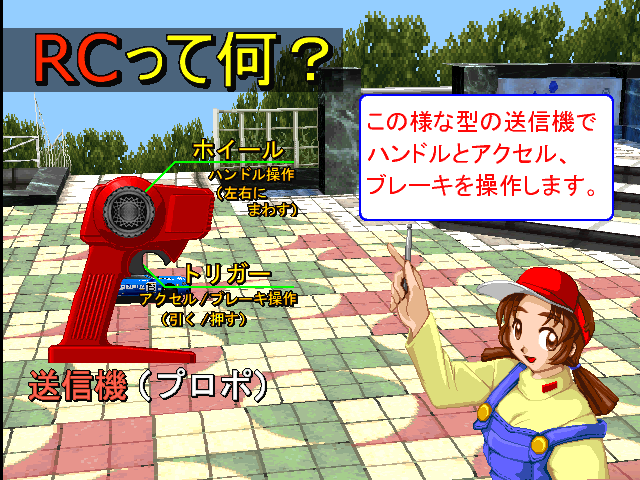 RCって何？
この様な型の送信機で
ハンドルとアクセル、
ブレーキを操作します。
ホイール
ハンドル操作
（左右に
まわす）
トリガー
アクセル/ブレーキ操作
（引く/押す）
送信機（プロポ）